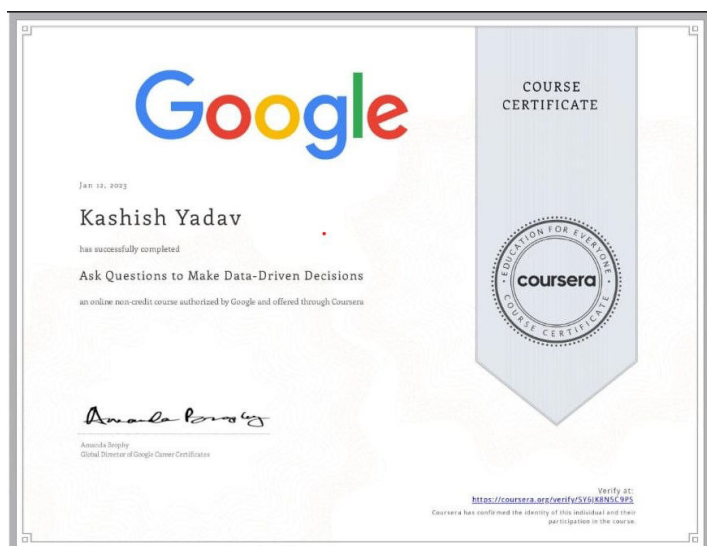 Google
COURSE
CERTIFICATE
Jan 12, 2023
Kashish Yadav
has successfully completed
Ask Questions to Make Data-Driven Decisions
an online non-credit course authorized by Google and offered through Coursera
EDUCATION FOR EVERYONE
coursera
COURSE CERTIFICATE
Amanda Brophy
Amanda Brophy
Global Director of Google Career Certificates
Verify at:
https://coursera.org/verify/SY6JK8N5C9PS
Coursera has confirmed the identity of this individual and their
participation in the course.